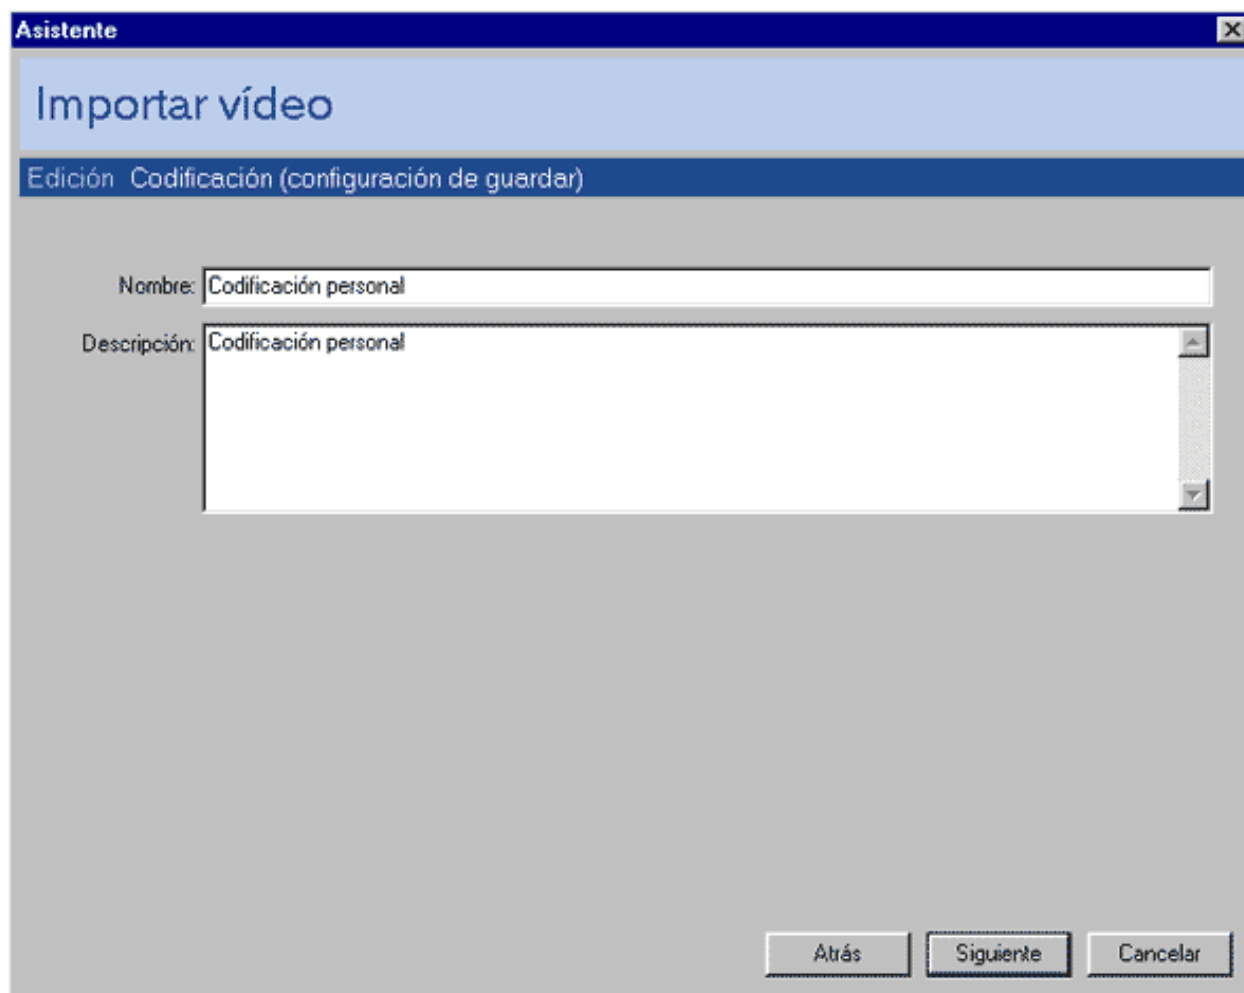 Asistente
Importar vídeo
Edición Codificación (configuración de guardar)
Nombre: Codificación personal
Descripción: Codificación personal
Atrás Siguiente Cancelar